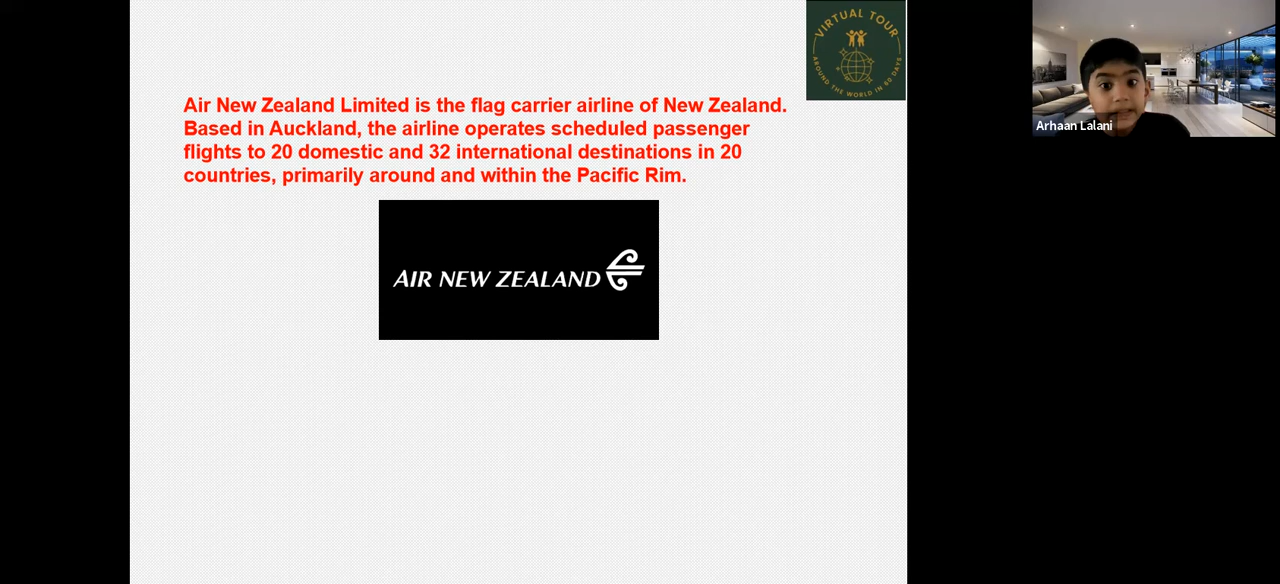 VIRTUAL TOUR
AROUND THE WORLD IN 90 DAYS
Air New Zealand Limited is the flag carrier airline of New Zealand.
Based in Auckland, the airline operates scheduled passenger
flights to 20 domestic and 32 international destinations in 20
countries, primarily around and within the Pacific Rim.
AIR NEW ZEALAND
Arhaan Lalani